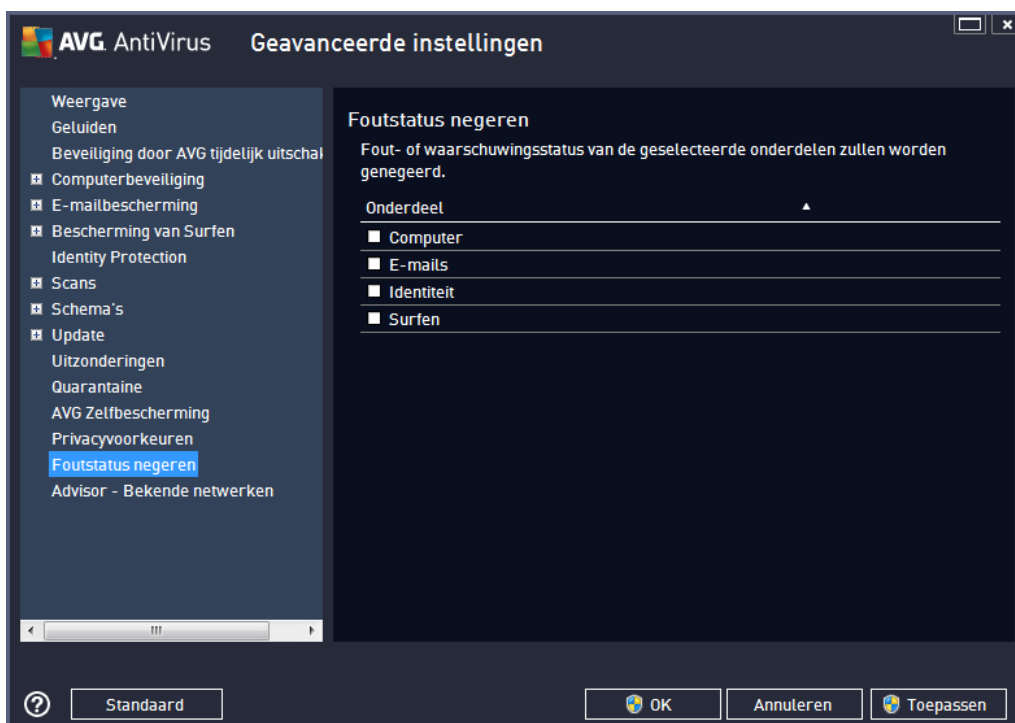 AVG. AntiVirus Geavanceerde instellingen
Weergave
Geluiden
Beveiliging door AVG tijdelijk uitschak
Computerbeveiliging
E-mailbescherming
Bescherming van Surfen
Identity Protection
Scans
Schema's
Update
Uitzonderingen
Quarantaine
AVG Zelfbescherming
Privacyvoorkeuren
Foutstatus negeren
Advisor - Bekende netwerken
Foutstatus negeren
Fout- of waarschuwingsstatus van de geselecteerde onderdelen zullen worden
genegeerd.
Onderdeel
Computer
E-mails
Identiteit
Surfen
? Standaard OK Annuleren Toepassen